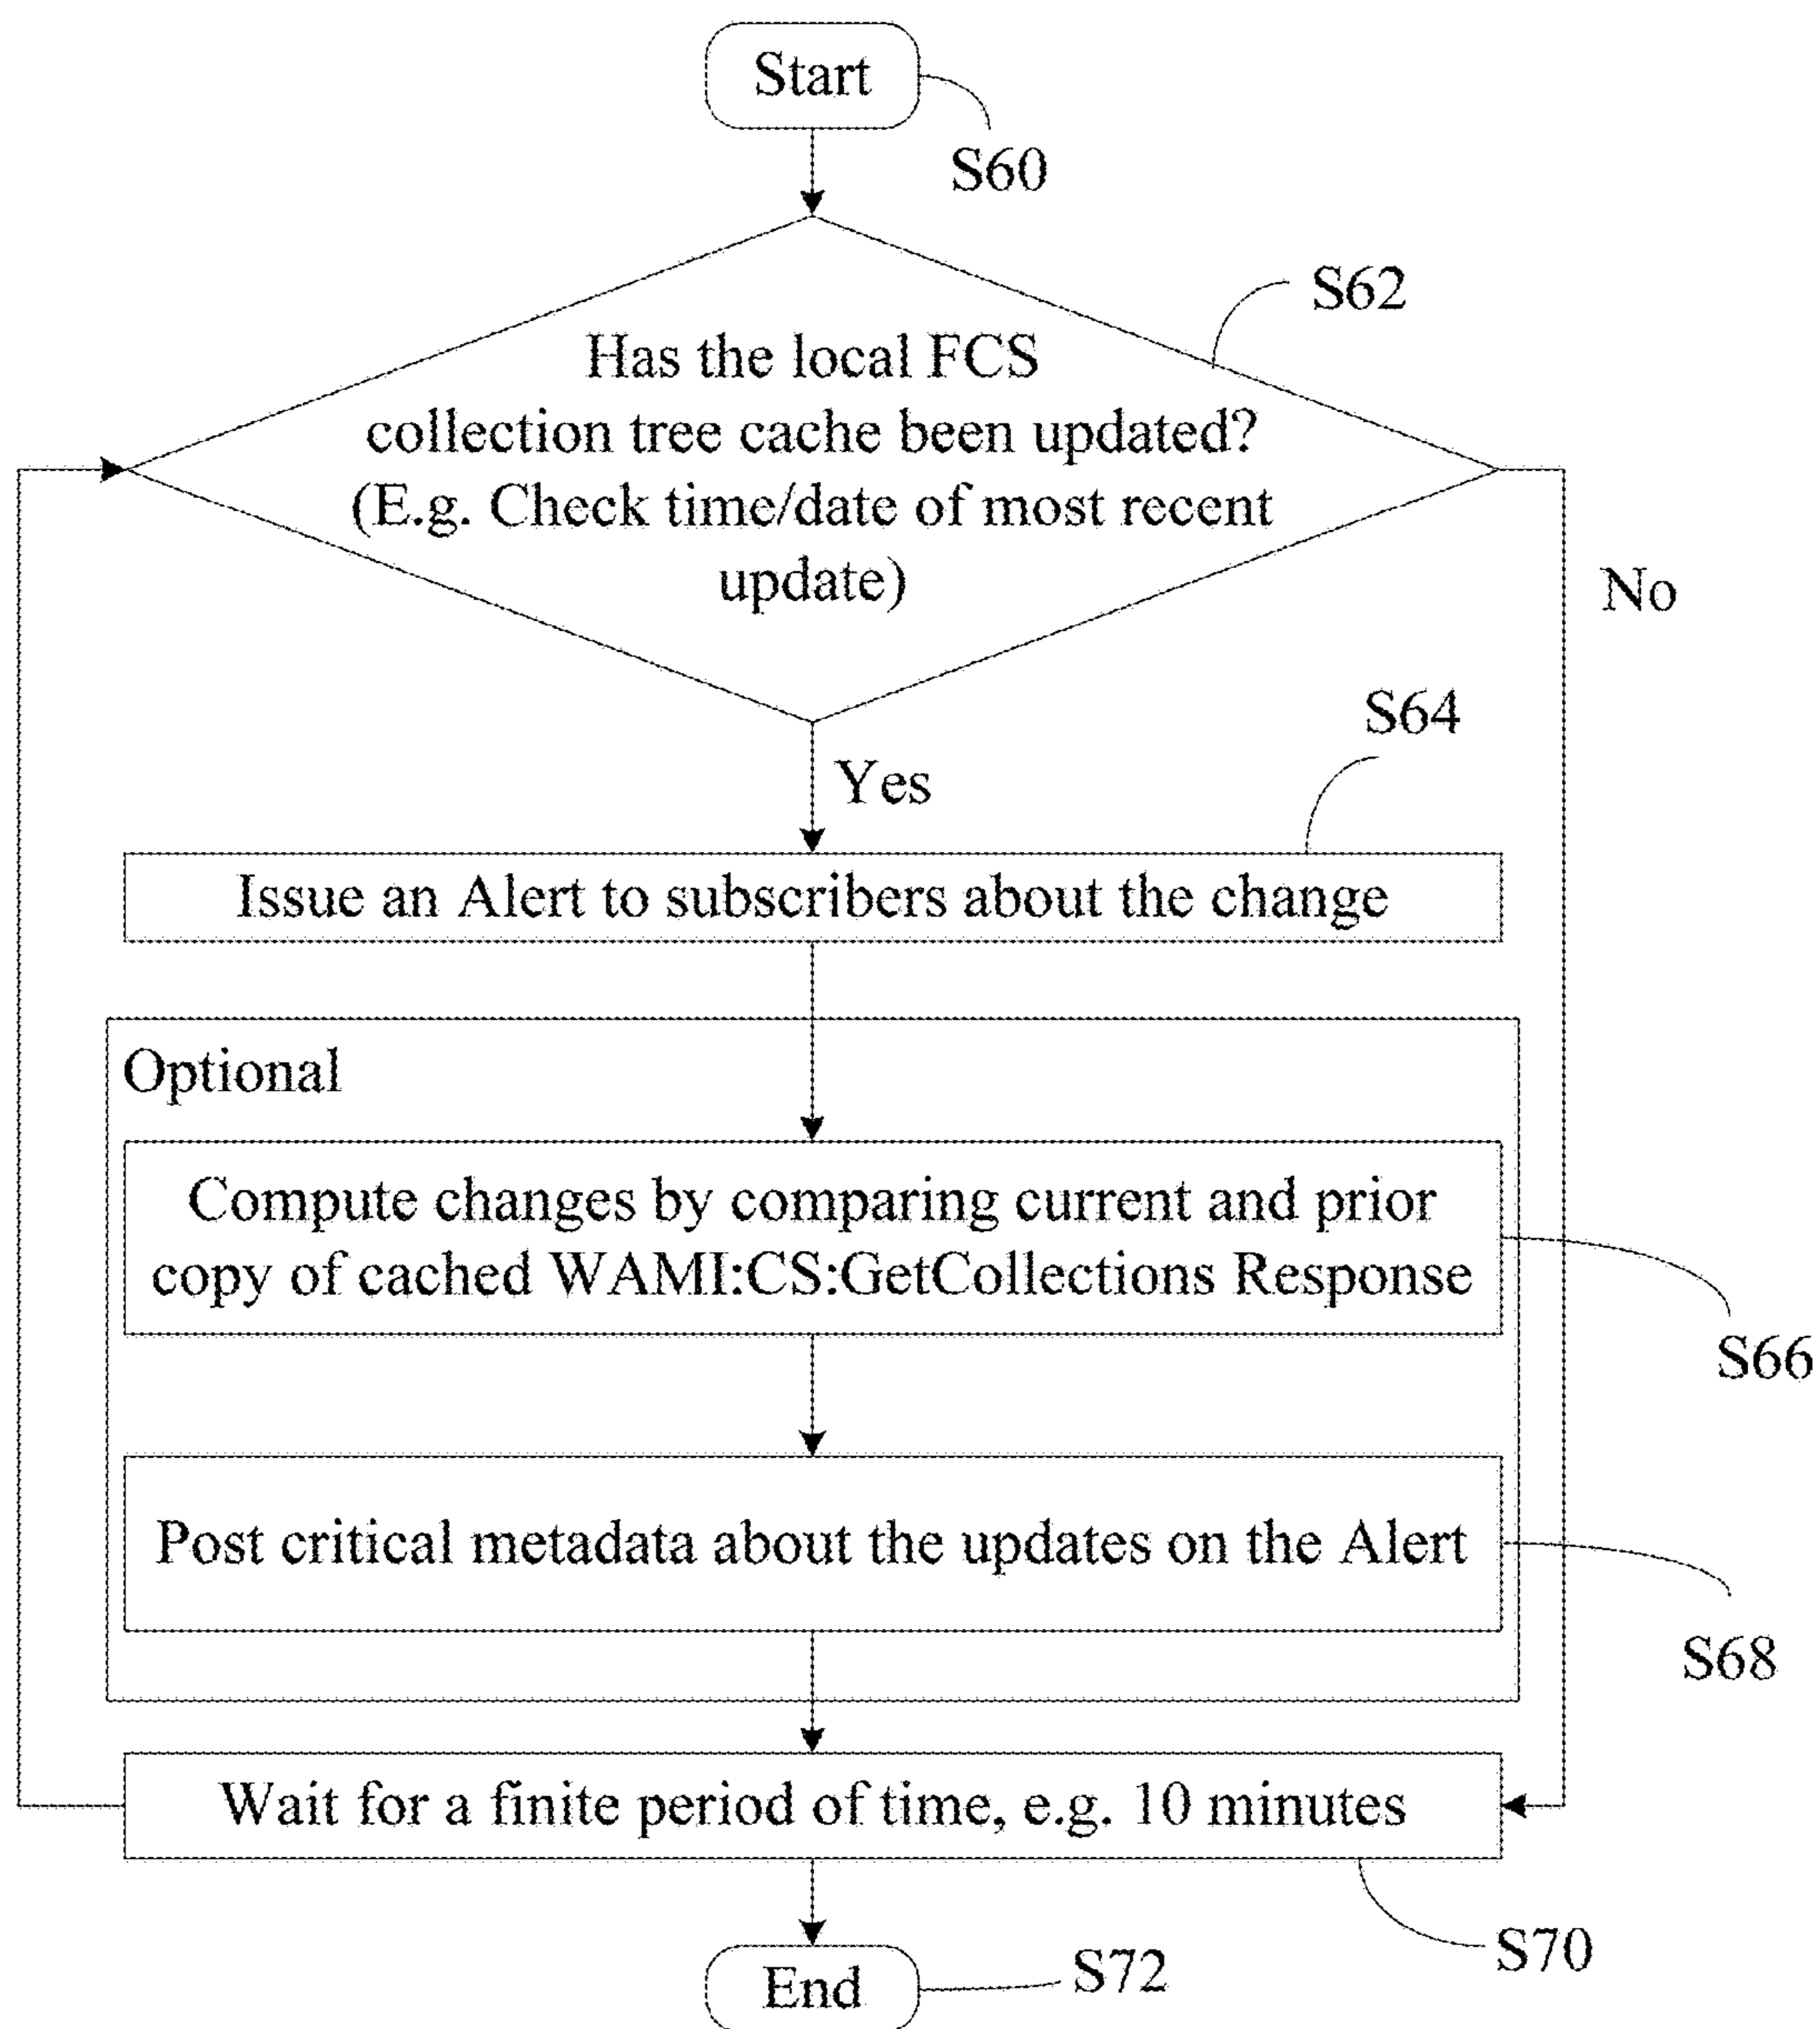 Start
S60
S62
Has the local FCS
collection tree cache been updated?
(E.g. Check time/date of most recent
update)
No
S64
Yes
Issue an Alert to subscribers about the change
Optional
Compute changes by comparing current and prior
copy of cached WAMI:CS:GetCollections Response
S66
Post critical metadata about the updates on the Alert
S68
Wait for a finite period of time, e.g. 10 minutes
S70
End
S72